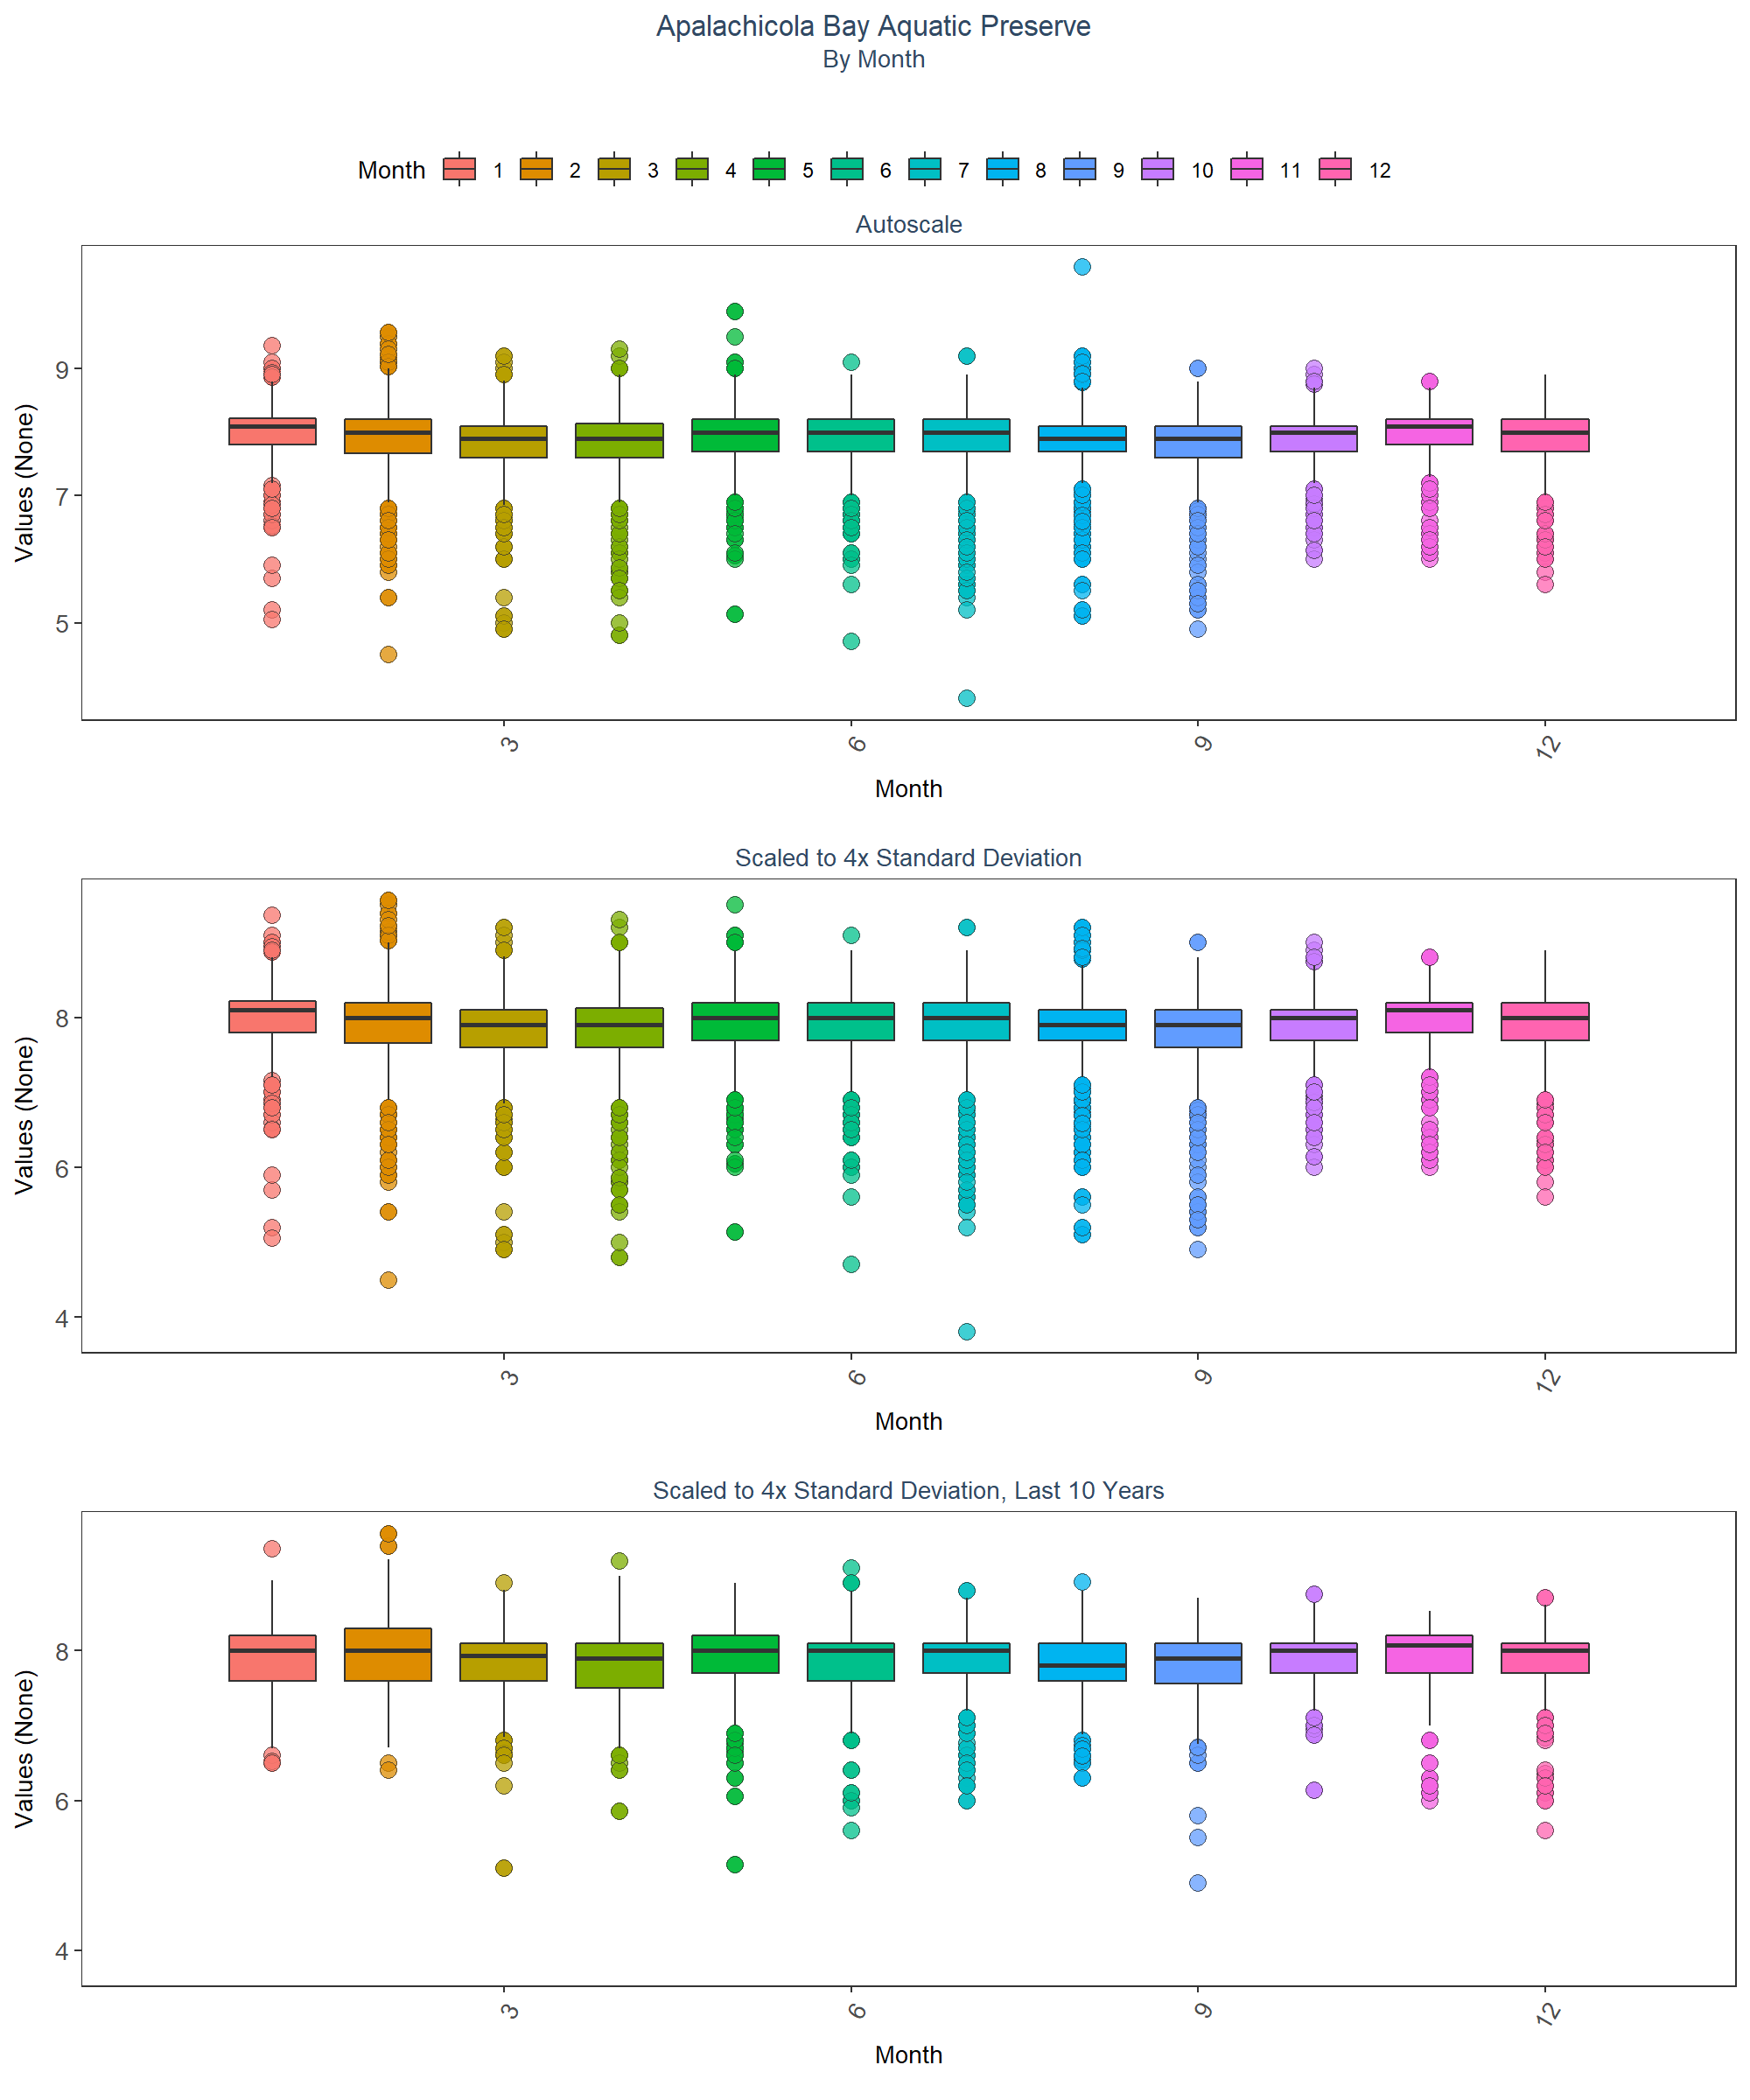 Apalachicola Bay Aquatic Preserve
By Month
Month 1 2 3 4 5 6 7 8 9 10 11 12
Autoscale
Values (None)
9
7
5
3 6 9 12
Month
Scaled to 4x Standard Deviation
Values (None)
8
6
4
3 6 9 12
Month
Scaled to 4x Standard Deviation, Last 10 Years
Values (None)
8
6
4
3 6 9 12
Month